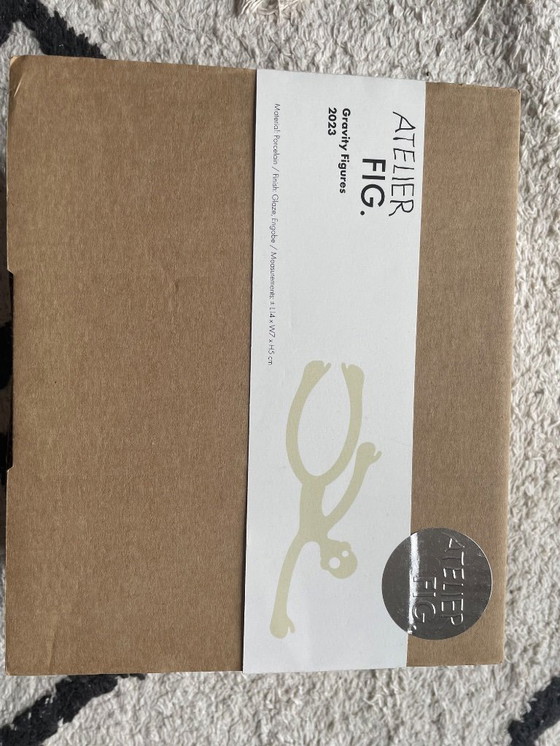 ATELIER
FIG.
Gravity Figures
2023
Material: Porcelain / Finish: Glaze, Engobe / Measurements: ± L14 x W7 x H5 cm
ATELIER
FIG.